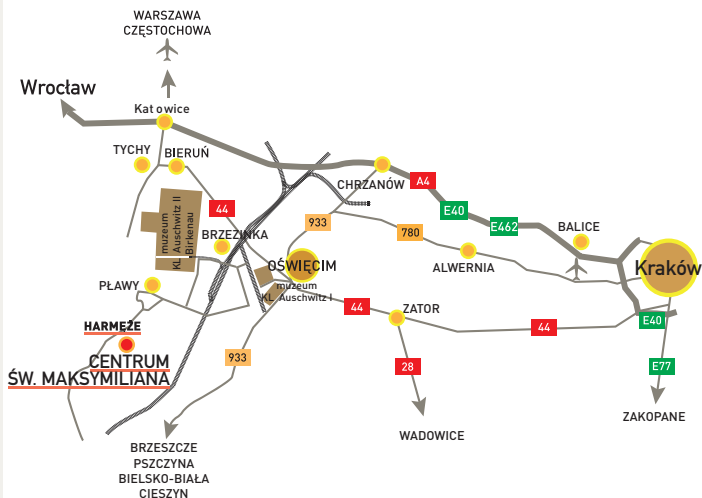 WARSZAWA
CZĘSTOCHOWA
Wrocław
Kat owice
TYCHY
BIERUŃ
CHRZANÓW
A4
44
E40
E462
muzeum
KL Auschwitz II
Birkenau
933
780
BALICE
BRZEZINKA
OŚWIĘCIM
ALWERNIA
Kraków
PŁAWY
muzeum
KL Auschwitz I
44
ZATOR
44
E40
HARMĘŻE
CENTRUM
ŚW. MAKSYMILIANA
933
28
E77
WADOWICE
ZAKOPANE
BRZESZCZE
PSZCZYNA
BIELSKO-BIAŁA
CIESZYN